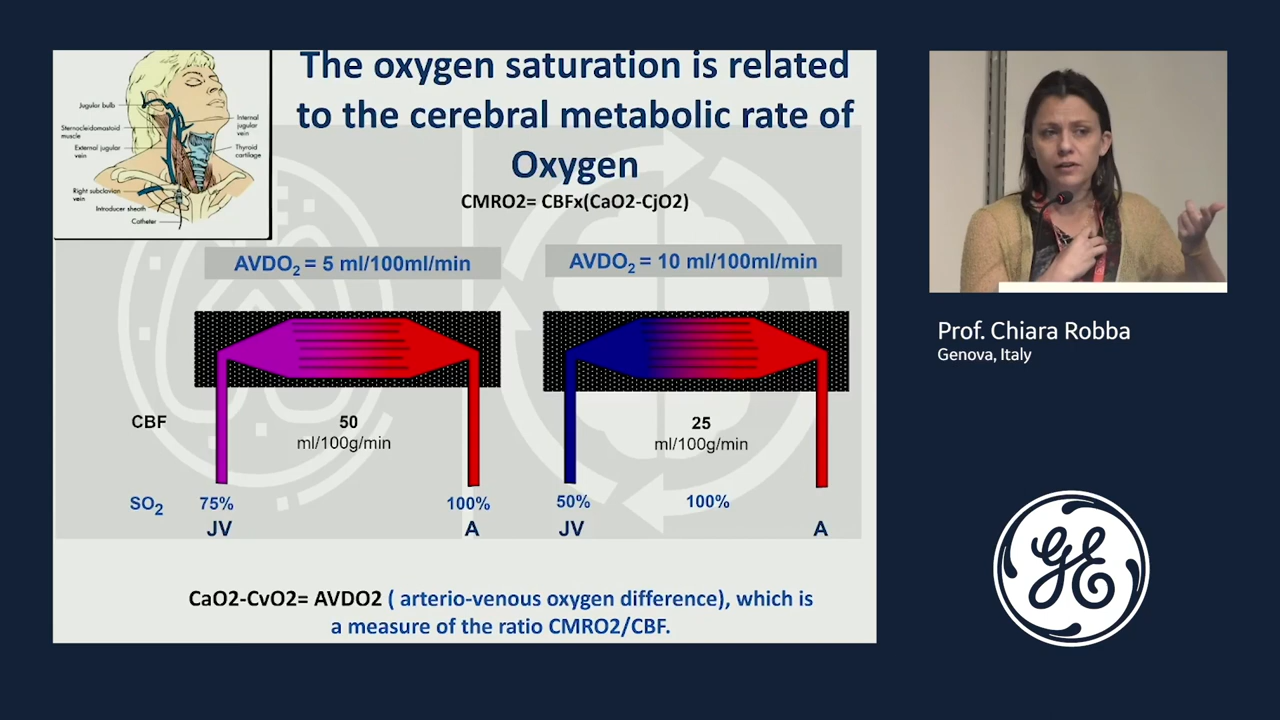 The oxygen saturation is related
to the cerebral metabolic rate of
Oxygen
CMRO2= CBFx(CaO2-CjO2)
Jugular bulb
Sternocleidomastoid
muscle
External jugular
vein
Right subclavian
vein
Introducer sheath
Catheter
Internal
jugular
vein
Thyroid
cartilage
AVDO2 = 5 ml/100ml/min
AVDO2 = 10 ml/100ml/min
CBF
50
ml/100g/min
25
ml/100g/min
SO2 75% 100% 50% 100%
JV A JV A
CaO2-CvO2= AVDO2 ( arterio-venous oxygen difference), which is
a measure of the ratio CMRO2/CBF.
Prof. Chiara Robba
Genova, Italy
GE